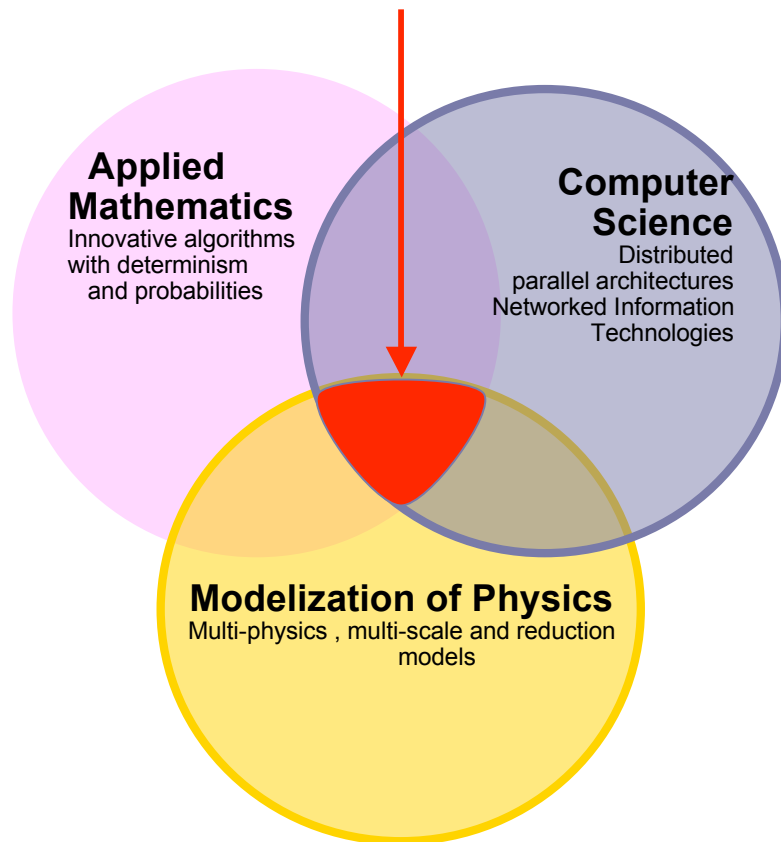 Applied
Mathematics
Innovative algorithms
with determinism
and probabilities
Computer
Science
Distributed
parallel architectures
Networked Information
Technologies
Modelization of Physics
Multi-physics , multi-scale and reduction
models